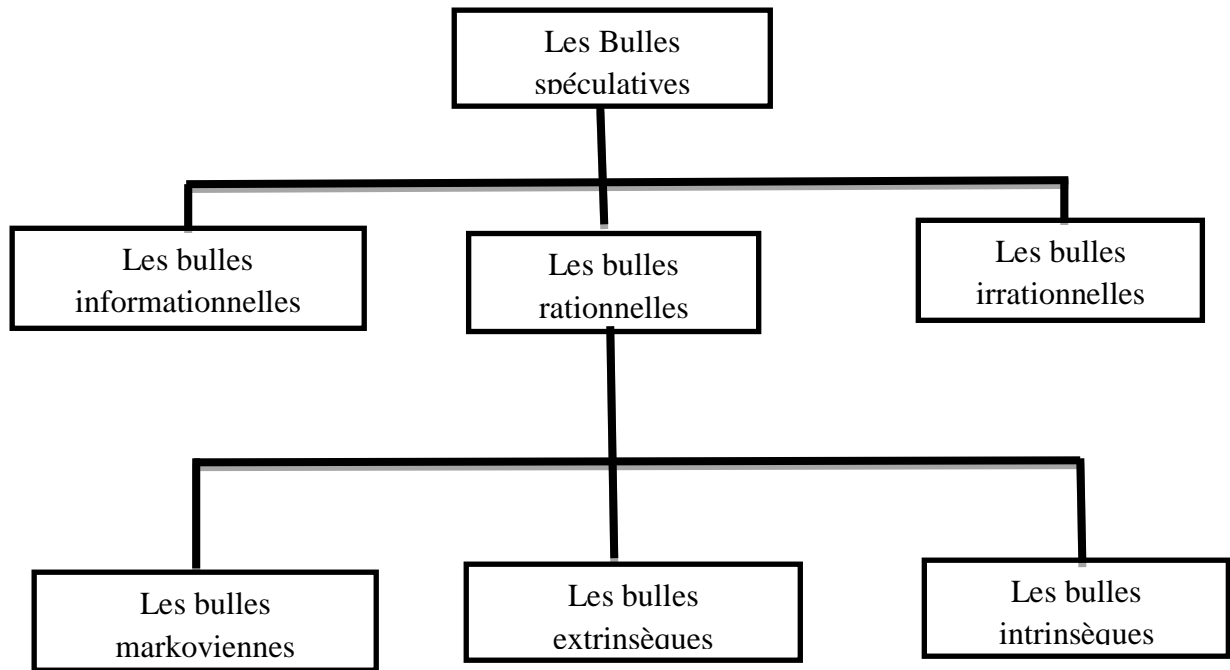 Les Bulles
spéculatives
Les bulles
informationnelles
Les bulles
rationnelles
Les bulles
irrationnelles
Les bulles
markoviennes
Les bulles
extrinsèques
Les bulles
intrinsèques